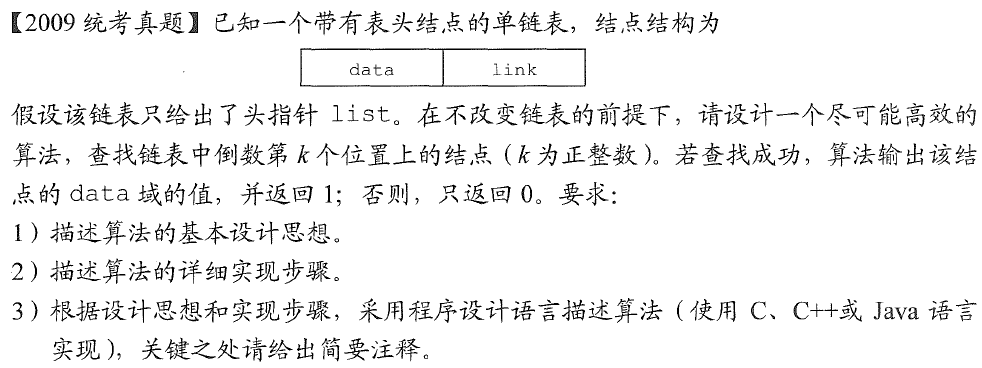 【2009 统考真题】已知一个带有表头结点的单链表，结点结构为
data link
假设该链表只给出了头指针 list。在不改变链表的前提下，请设计一个尽可能高效的
算法，查找链表中倒数第 k 个位置上的结点（k 为正整数）。若查找成功，算法输出该结
点的 data 域的值，并返回 1；否则，只返回 0。要求：
1）描述算法的基本设计思想。
2）描述算法的详细实现步骤。
3）根据设计思想和实现步骤，采用程序设计语言描述算法（使用 C、C++或 Java 语言
实现），关键之处请给出简要注释。